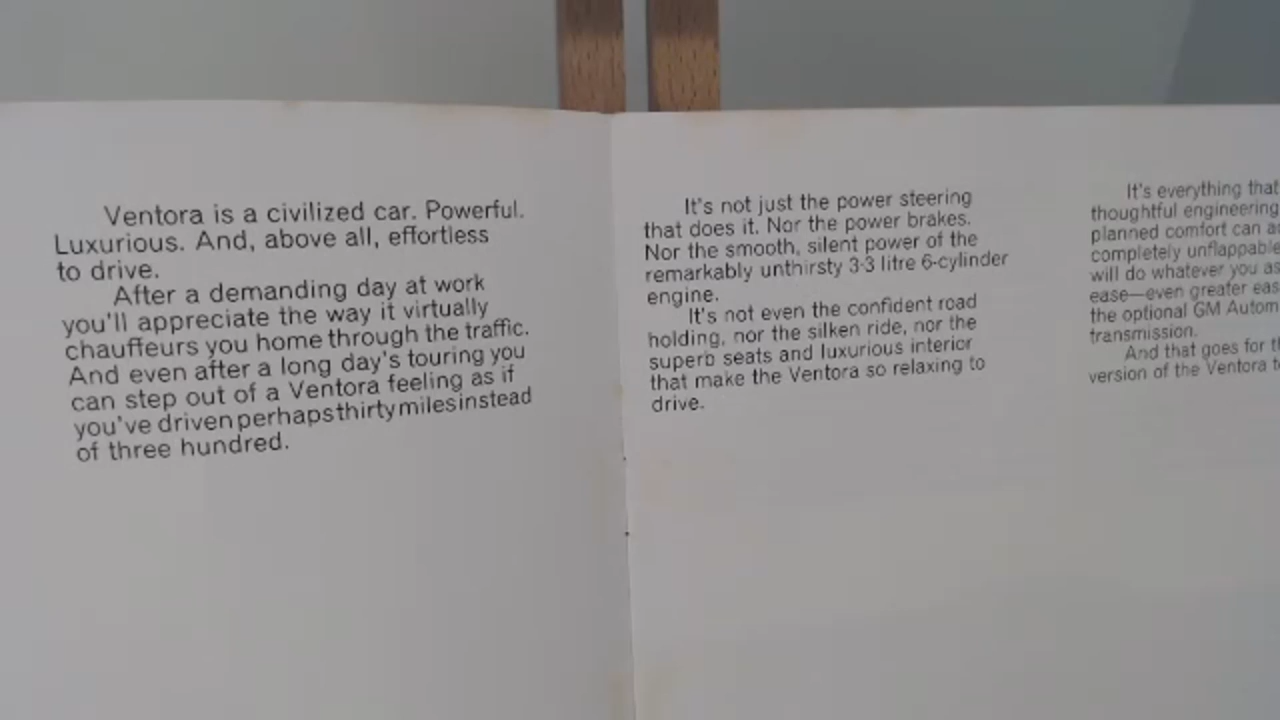 Ventora is a civilized car. Powerful.
Luxurious. And, above all, effortless
to drive.
After a demanding day at work
you'll appreciate the way it virtually
chauffeurs you home through the traffic.
And even after a long day's touring you
can step out of a Ventora feeling as if
you've driven perhaps thirty miles instead
of three hundred.
It's not just the power steering
that does it. Nor the power brakes.
Nor the smooth, silent power of the
remarkably unthirsty 3·3 litre 6-cylinder
engine.
It's not even the confident road
holding, nor the silken ride, nor the
superb seats and luxurious interior
that make the Ventora so relaxing to
drive.
It's everything that
thoughtful engineering
planned comfort can
completely unflappable
will do whatever you
ease—even greater
the optional GM
transmission.
And that goes for
version of the Ventora